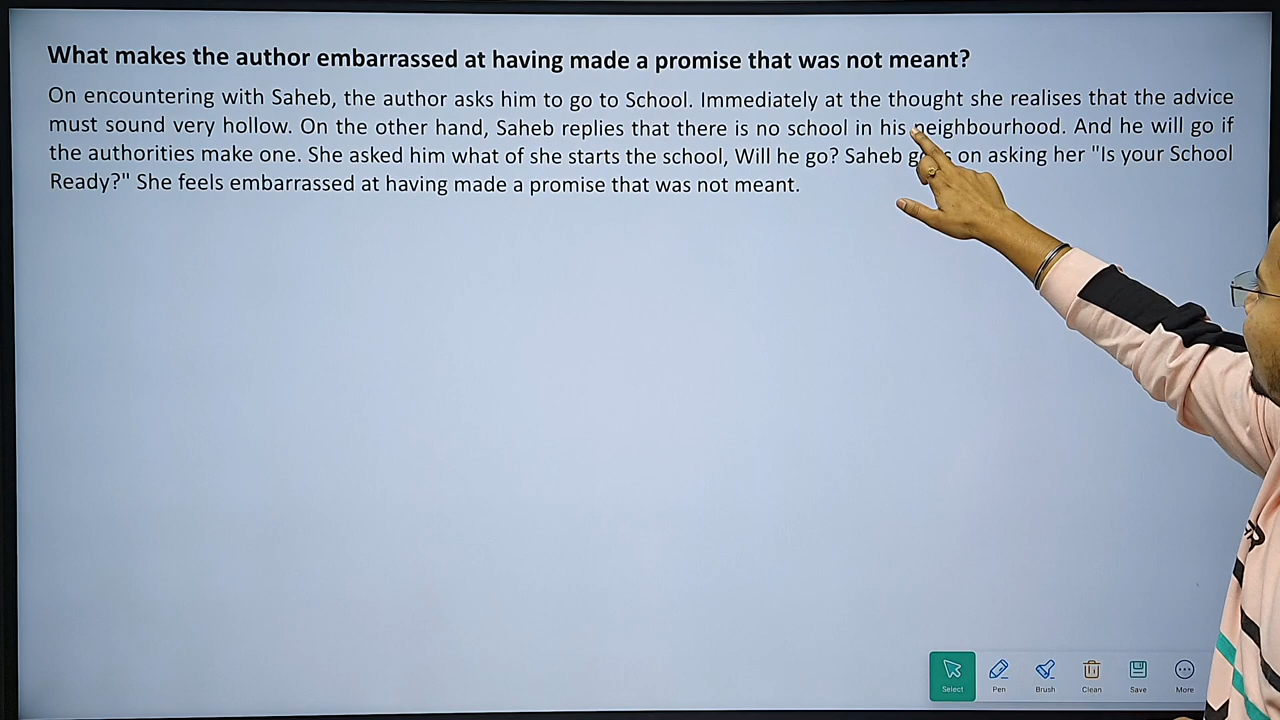 What makes the author embarrassed at having made a promise that was not meant?
On encountering with Saheb, the author asks him to go to School. Immediately at the thought she realises that the advice
must sound very hollow. On the other hand, Saheb replies that there is no school in his neighbourhood. And he will go if
the authorities make one. She asked him what of she starts the school, Will he go? Saheb on asking her "Is your School
Ready?" She feels embarrassed at having made a promise that was not meant.
Select Pen Brush Clean Save More